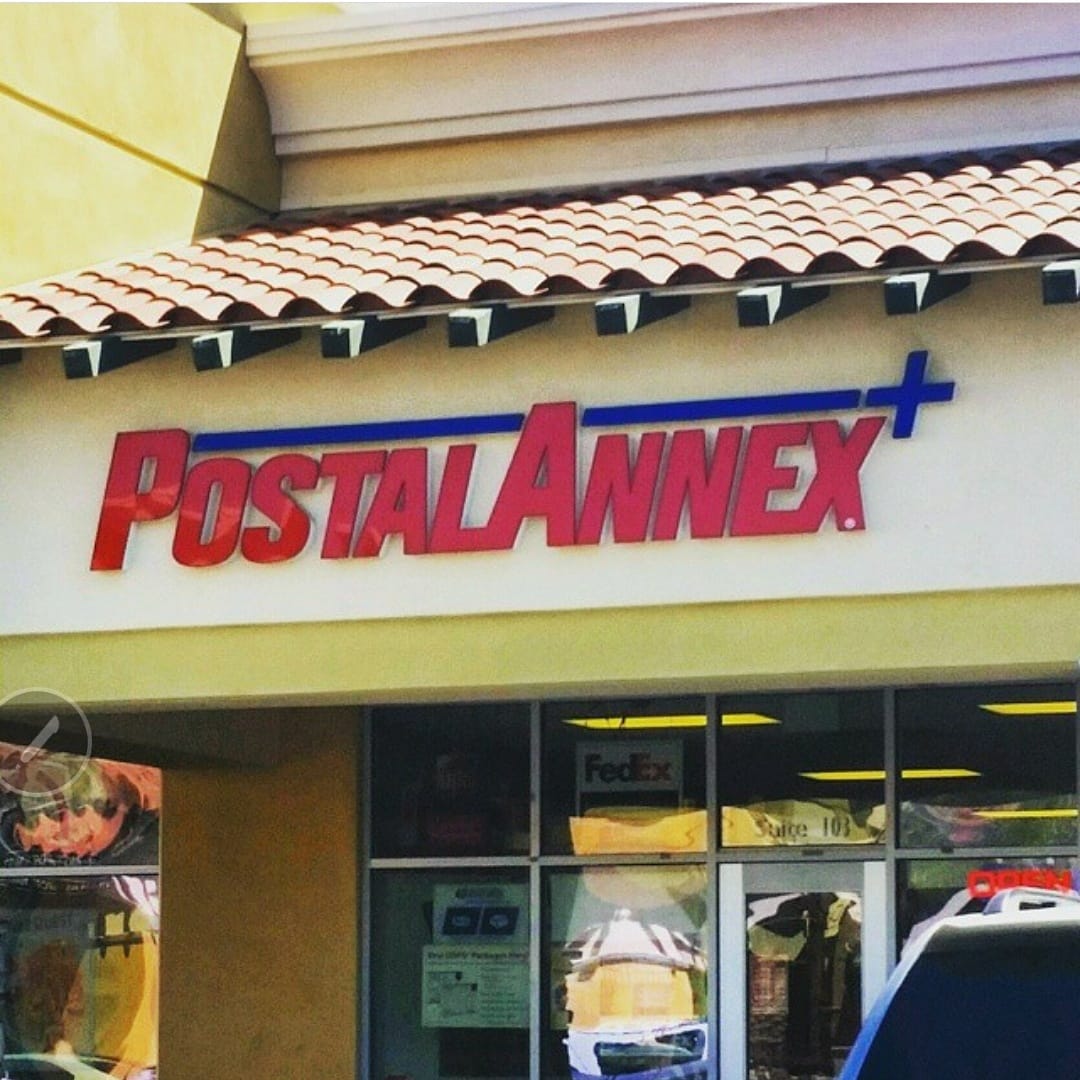 POSTALANNEX+
®
FedEx
Suite 103
OPEN